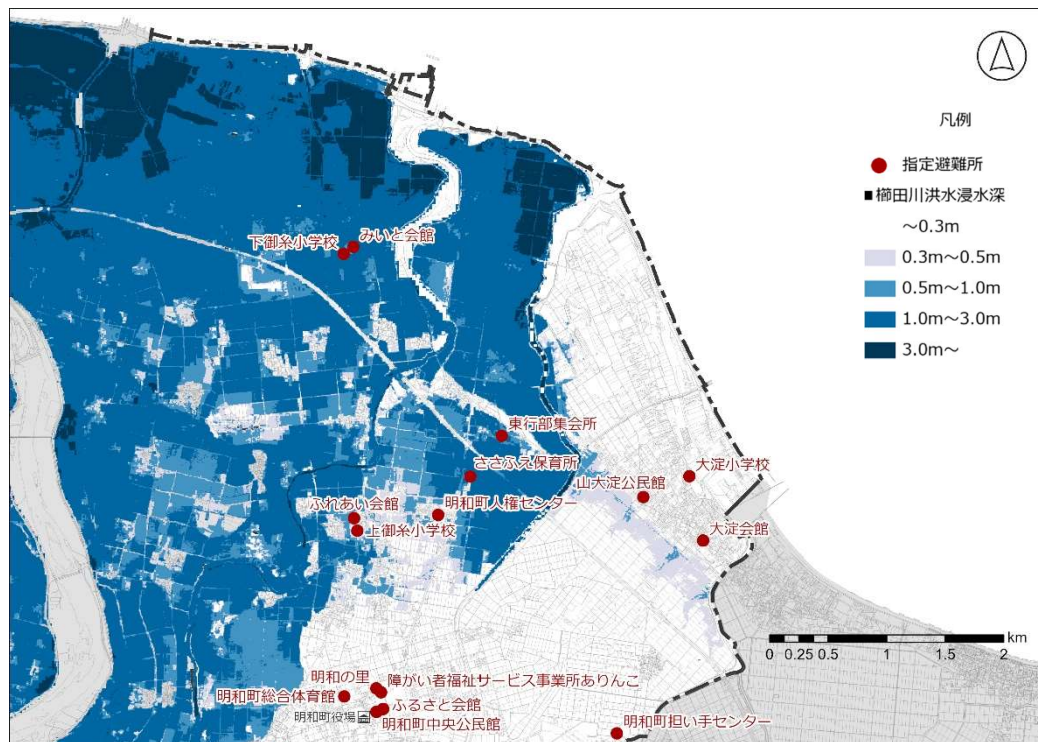 凡例
指定避難所
櫛田川洪水浸水深
～0.3m
0.3m～0.5m
0.5m～1.0m
1.0m～3.0m
3.0m～
みいと会館
下御糸小学校
東行部集会所
ささふえ保育所
大淀小学校
山大淀公民館
ふれあい会館
明和町人権センター
上御糸小学校
大淀会館
km
0 0.25 0.5 1 1.5 2
明和の里
障がい者福祉サービス事業所ありんこ
明和町総合体育館
ふるさと会館
明和町役場
明和町中央公民館
明和町担い手センター